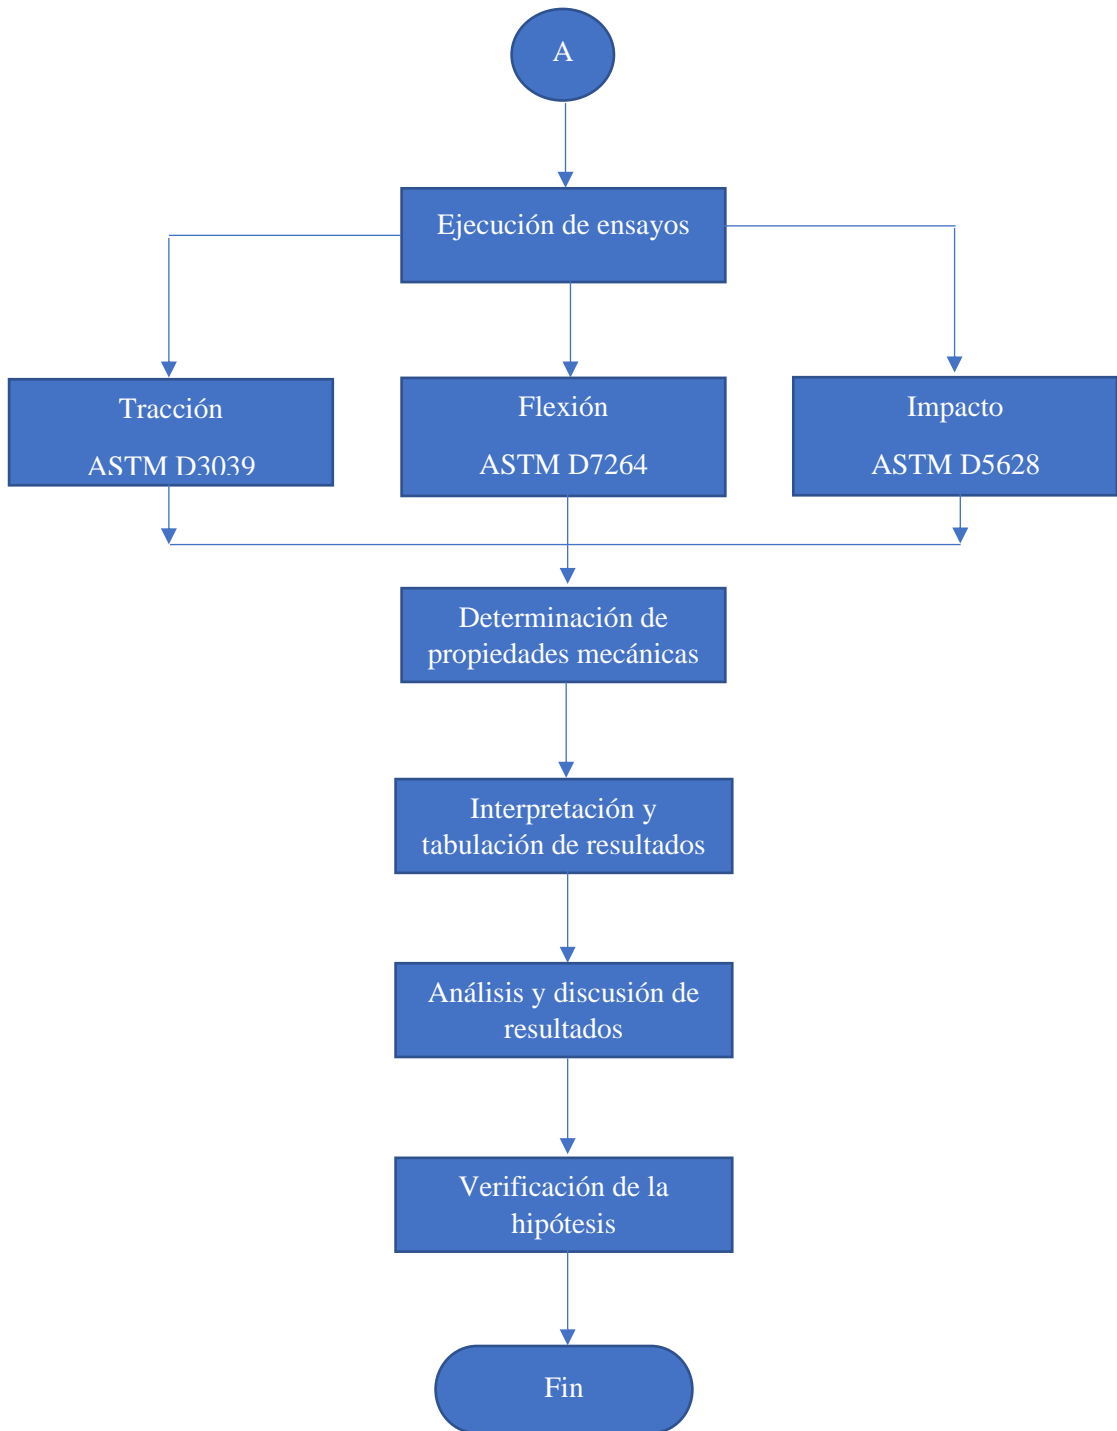 A
Ejecución de ensayos
Tracción
ASTM D3039
Flexión
ASTM D7264
Impacto
ASTM D5628
Determinación de
propiedades mecánicas
Interpretación y
tabulación de resultados
Análisis y discusión de
resultados
Verificación de la
hipótesis
Fin